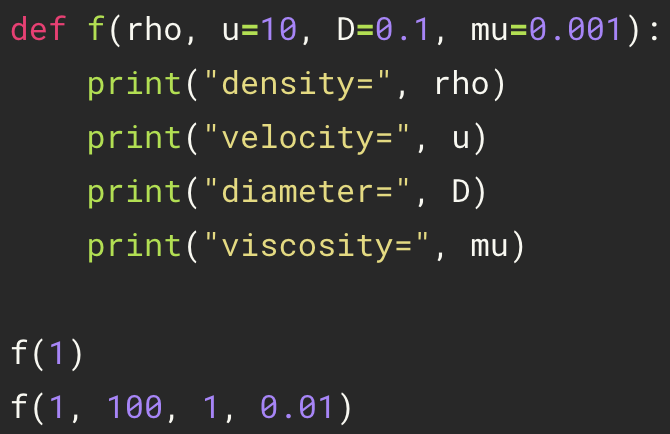 def f(rho, u=10, D=0.1, mu=0.001):
    print("density=", rho)
    print("velocity=", u)
    print("diameter=", D)
    print("viscosity=", mu)

f(1)
f(1, 100, 1, 0.01)